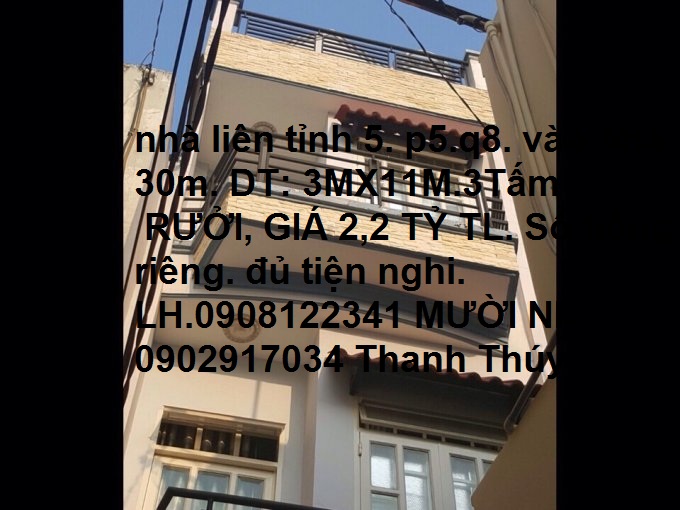 nhà liên tỉnh 5. p5.q8. và
30m. DT: 3MX11M.3Tấm
RƯỞI, GIÁ 2,2 TỶ TL. Sổ
riêng. đủ tiện nghi.
LH.0908122341 MƯỜI N
0902917034 Thanh Thúy